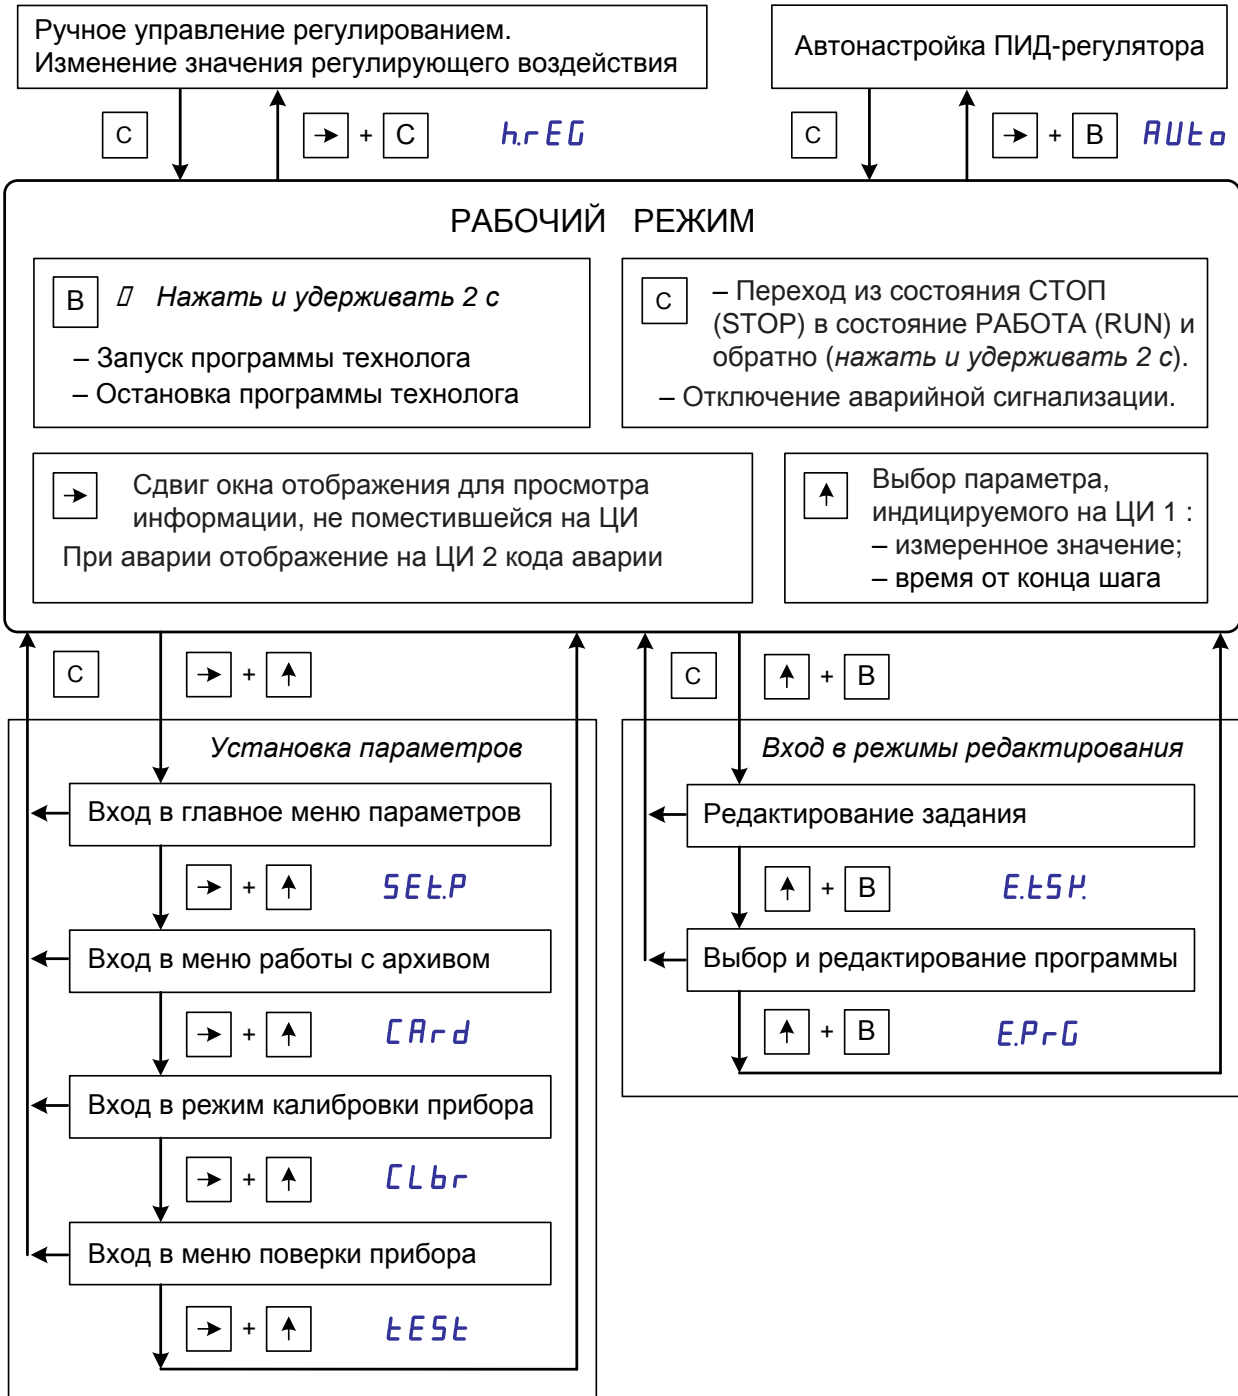 Ручное управление регулированием.
Изменение значения регулирующего воздействия
Автонастройка ПИД-регулятора
C
+ C
h.rEG
C
+ B
AUto
РАБОЧИЙ РЕЖИМ
B
Нажать и удерживать 2 с
– Запуск программы технолога
– Остановка программы технолога
C
– Переход из состояния СТОП
(STOP) в состояние РАБОТА (RUN) и
обратно (нажать и удерживать 2 с).
– Отключение аварийной сигнализации.
Сдвиг окна отображения для просмотра
информации, не поместившейся на ЦИ
При аварии отображение на ЦИ 2 кода аварии
Выбор параметра,
индицируемого на ЦИ 1 :
– измеренное значение;
– время от конца шага
C
+
C
+ B
Установка параметров
Вход в главное меню параметров
+
SEt.P
Вход в меню работы с архивом
+
CArd
Вход в режим калибровки прибора
+
CLbr
Вход в меню поверки прибора
+
tESt
Вход в режимы редактирования
Редактирование задания
+ B
E.tSK.
Выбор и редактирование программы
+ B
E.PrG